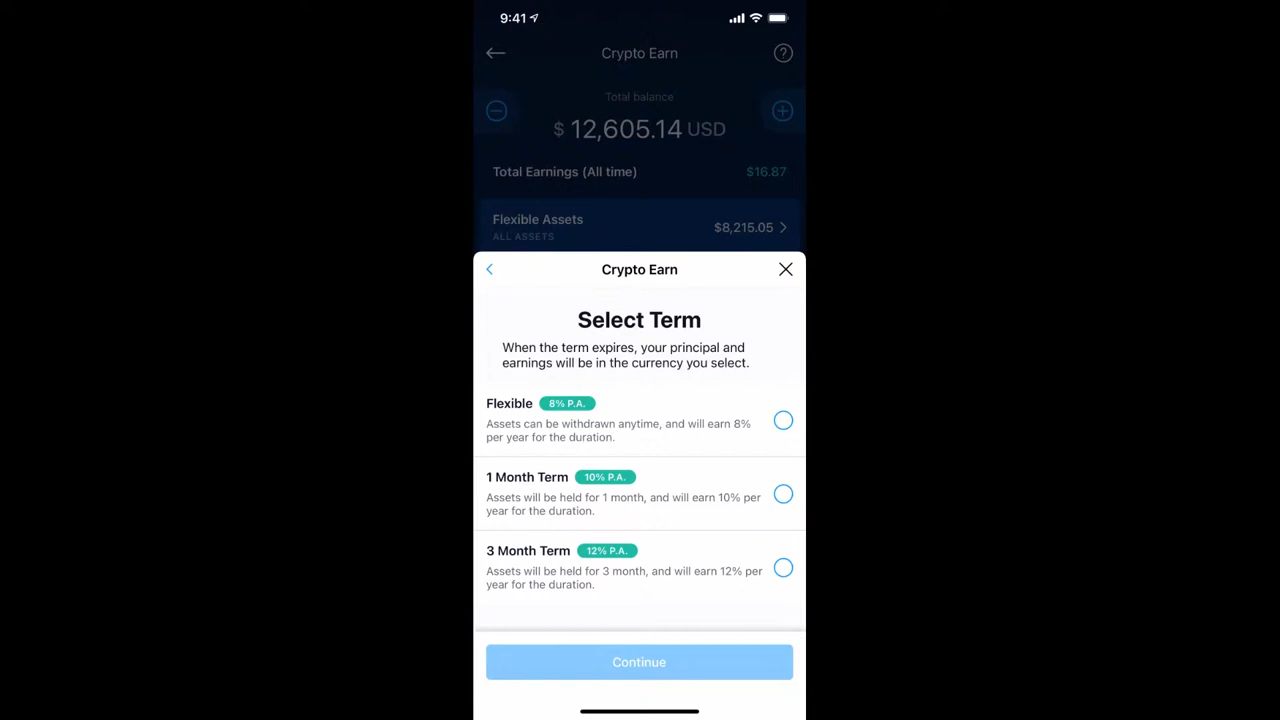 9:41
Crypto Earn
Total balance
$ 12,605.14 USD
Total Earnings (All time) $16.87
Flexible Assets
ALL ASSETS
$8,215.05
Crypto Earn
Select Term
When the term expires, your principal and
earnings will be in the currency you select.
Flexible 8% P.A.
Assets can be withdrawn anytime, and will earn 8%
per year for the duration.
1 Month Term 10% P.A.
Assets will be held for 1 month, and will earn 10% per
year for the duration.
3 Month Term 12% P.A.
Assets will be held for 3 month, and will earn 12% per
year for the duration.
Continue